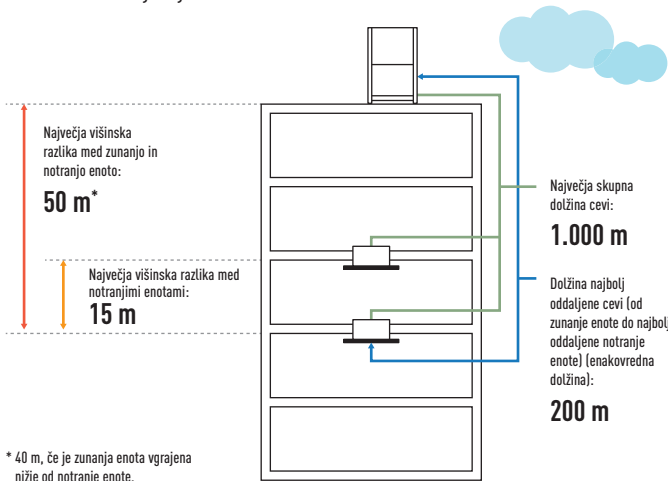 Največja višinska
razlika med zunanjo in
notranjo enoto:
50 m*
Največja višinska razlika med
notranjimi enotami:
15 m
Največja skupna
dolžina cevi:
1.000 m
Dolžina najbolj
oddaljene cevi (od
zunanje enote do najbolj
oddaljene notranje
enote) (enakovredna
dolžina):
200 m
* 40 m, če je zunanja enota vgrajena
nižje od notranje enote.